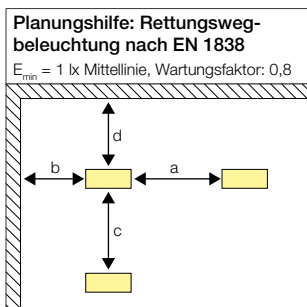 Planungshilfe: Rettungsweg-
beleuchtung nach EN 1838
Emin = 1 lx Mittellinie, Wartungsfaktor: 0,8
d
b
a
c